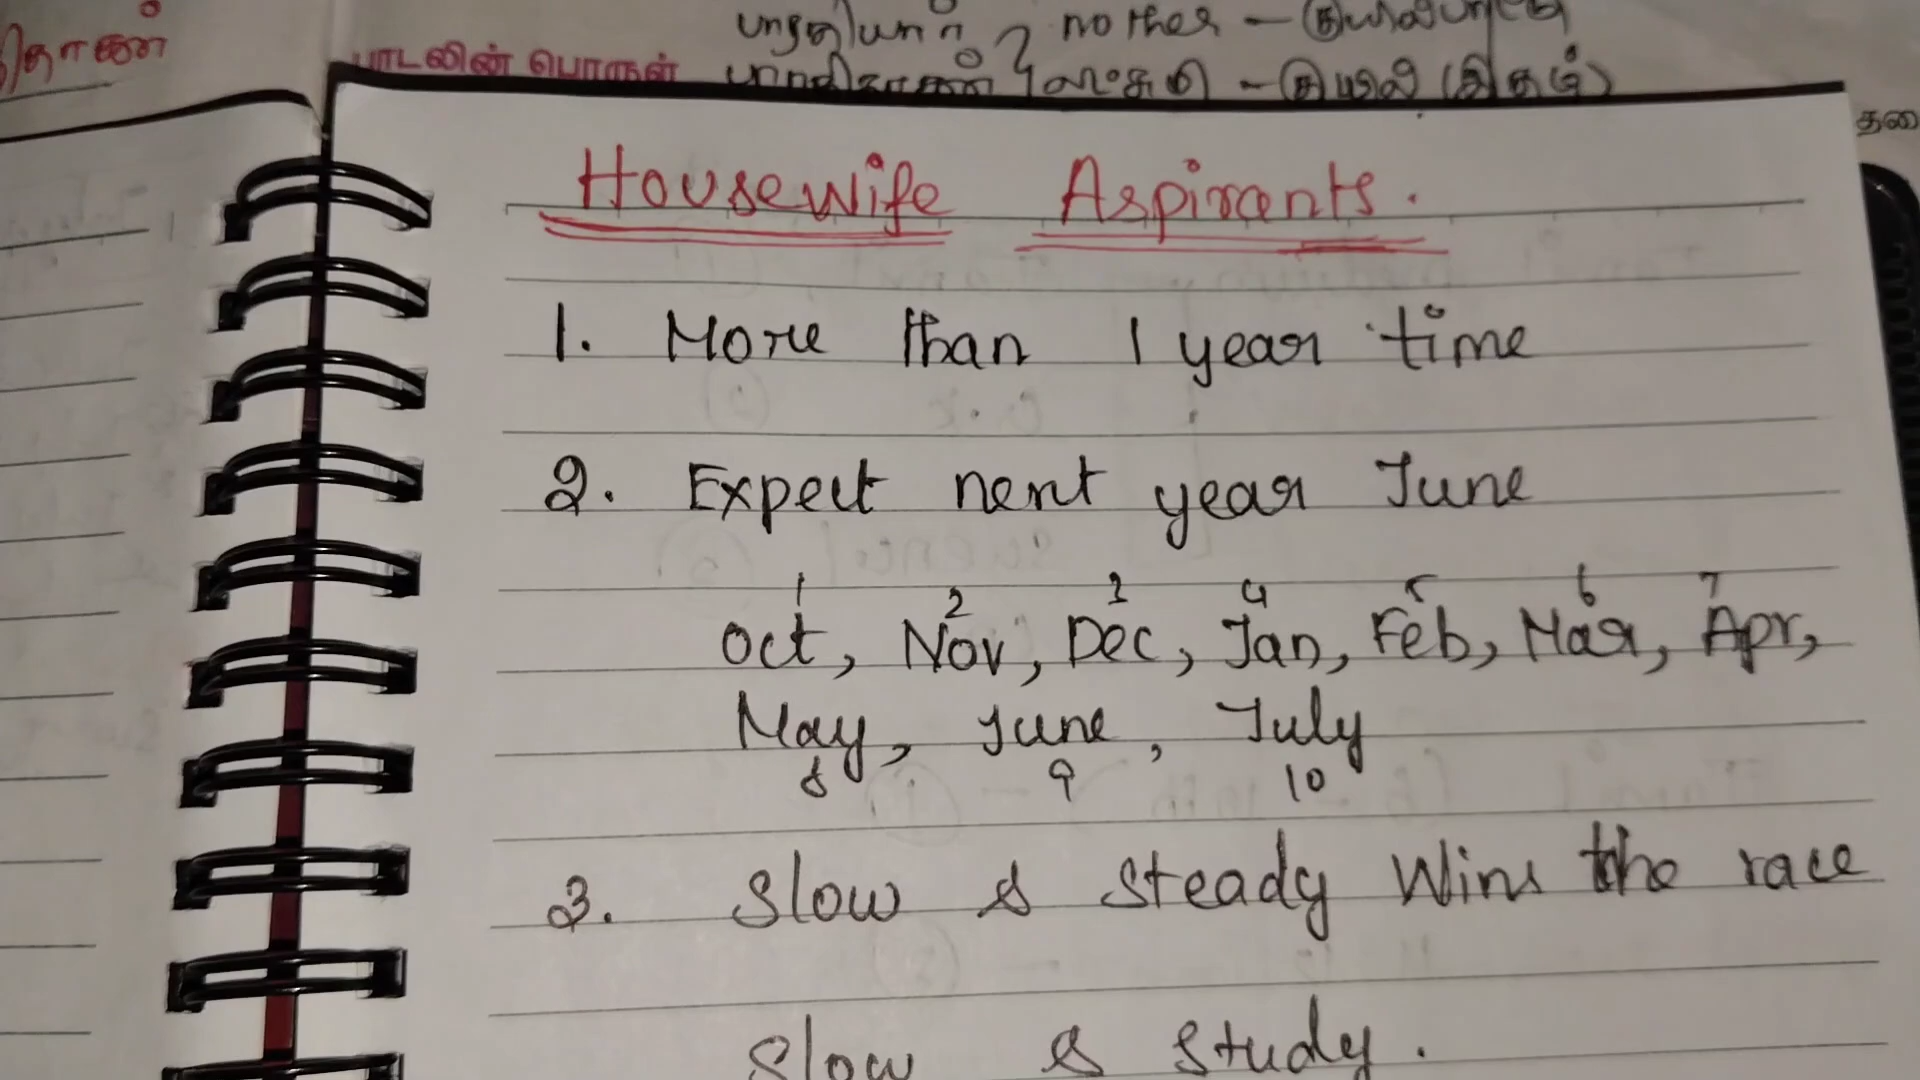 பாடலின் பொருள்
Housewife Aspirants.
1. More than 1 year time
2. Expect next year June
1 2 3 4 5 6 7
Oct, Nov, Dec, Jan, Feb, Mar, Apr,
May, June, July
8 9 10
3. Slow & steady Wins the race
Slow & study.